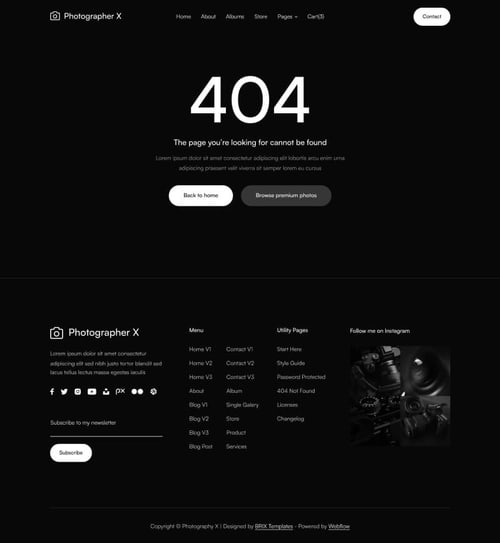 Photographer X
Home About Albums Store Pages Cart(3)
Contact
404
The page you're looking for cannot be found
Lorem ipsum dolor sit amet consectetur adipiscing elit lobortis arcu enim urna
adipiscing praesent velit viverra sit semper lorem eu cursus
Back to home
Browse premium photos
Photographer X
Lorem ipsum dolor sit amet consectetur
adipiscing elit sed nibh justo tortor blandit sed
lacus tellus lectus massa egestas iaculis
Subscribe to my newsletter
Subscribe
Menu
Home V1 Contact V1
Home V2 Contact V2
Home V3 Contact V3
About Album
Blog V1 Single Galery
Blog V2 Store
Blog V3 Product
Blog Post Services
Utility Pages
Start Here
Style Guide
Password Protected
404 Not Found
Licenses
Changelog
Follow me on Instagram
Copyright © Photography X | Designed by BRIX Templates - Powered by Webflow